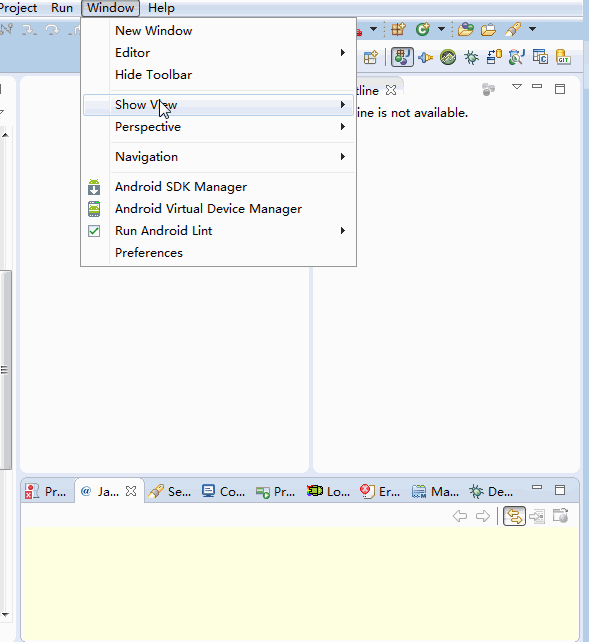 Project Run Window Help
New Window
Editor
Hide Toolbar
Show View
Perspective
Navigation
Android SDK Manager
Android Virtual Device Manager
Run Android Lint
Preferences
tline
ine is not available.
Pr... @ Ja... Se... Co... Pr... Lo... Er... Ma... De...